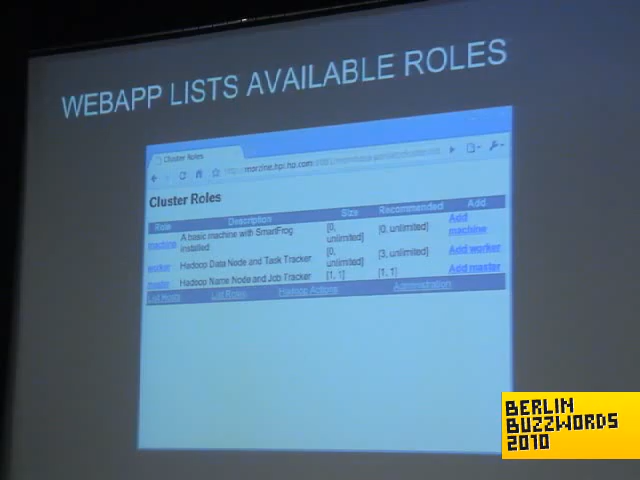 WEBAPP LISTS AVAILABLE ROLES
Cluster Roles
Cluster Roles
Role Description Size Recommended Add
machine A basic machine with SmartFrog installed [0, unlimited] [0, unlimited] Add machine
worker Hadoop Data Node and Task Tracker [0, unlimited] [3, unlimited] Add worker
master Hadoop Name Node and Job Tracker [1, 1] [1, 1] Add master
List Hosts List Roles Hadoop Actions Administration
BERLIN
BUZZWORDS
2010